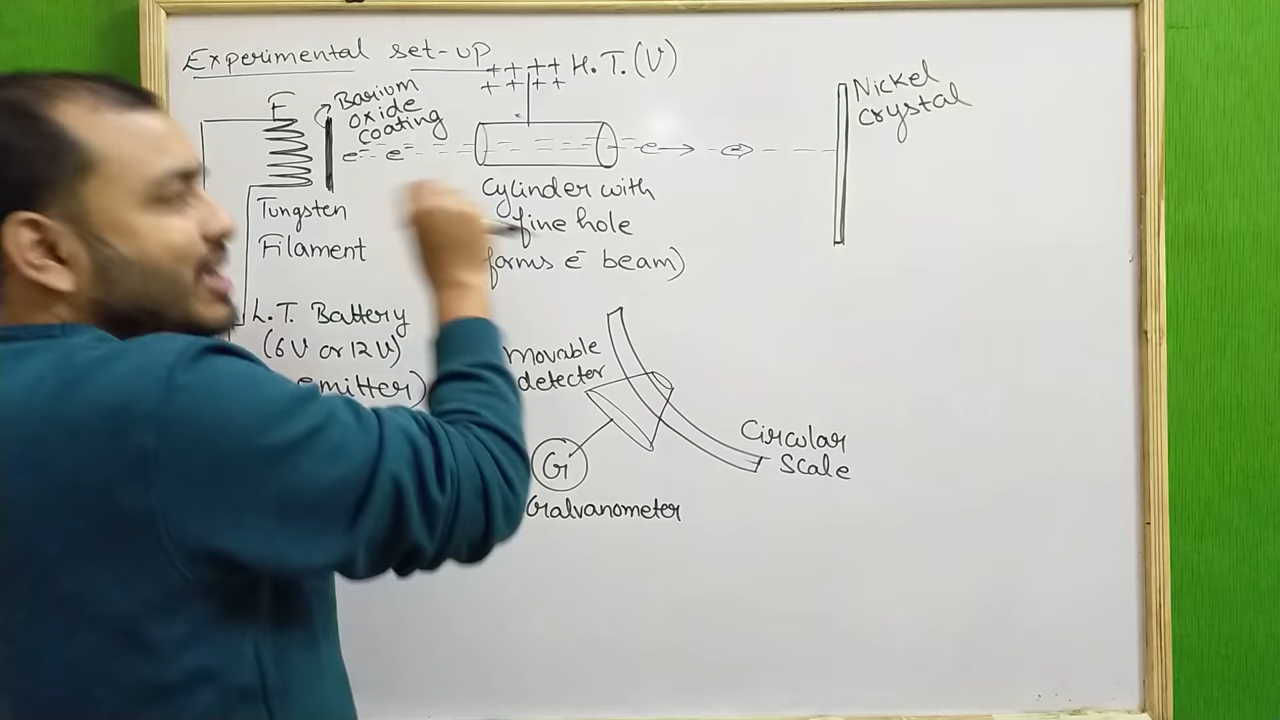 Experimental set-up
++ ++ H.T.(V)
++ ++
F
Barium
oxide
coating
e⁻ e⁻
e
e
Nickel
crystal
Tungsten
Filament
Cylinder with
fine hole
forms e⁻ beam)
L.T. Battery
(6V or 12V)
emitter)
Movable
detector
Circular
Scale
G
Galvanometer